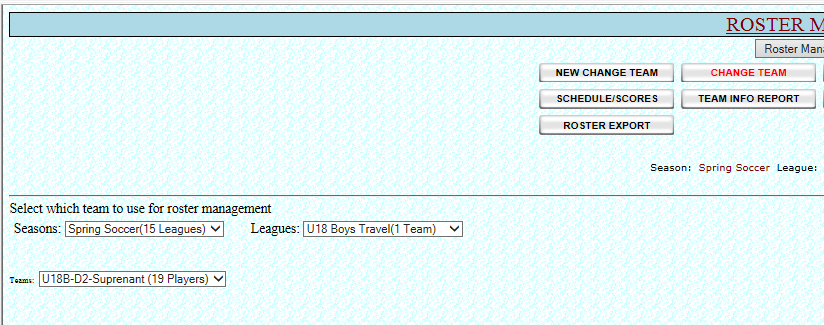 ROSTER M
Roster Man
NEW CHANGE TEAM CHANGE TEAM
SCHEDULE/SCORES TEAM INFO REPORT
ROSTER EXPORT
Season: Spring Soccer League:
Select which team to use for roster management
Seasons: Spring Soccer(15 Leagues) Leagues: U18 Boys Travel(1 Team)
Teams: U18B-D2-Suprenant (19 Players)